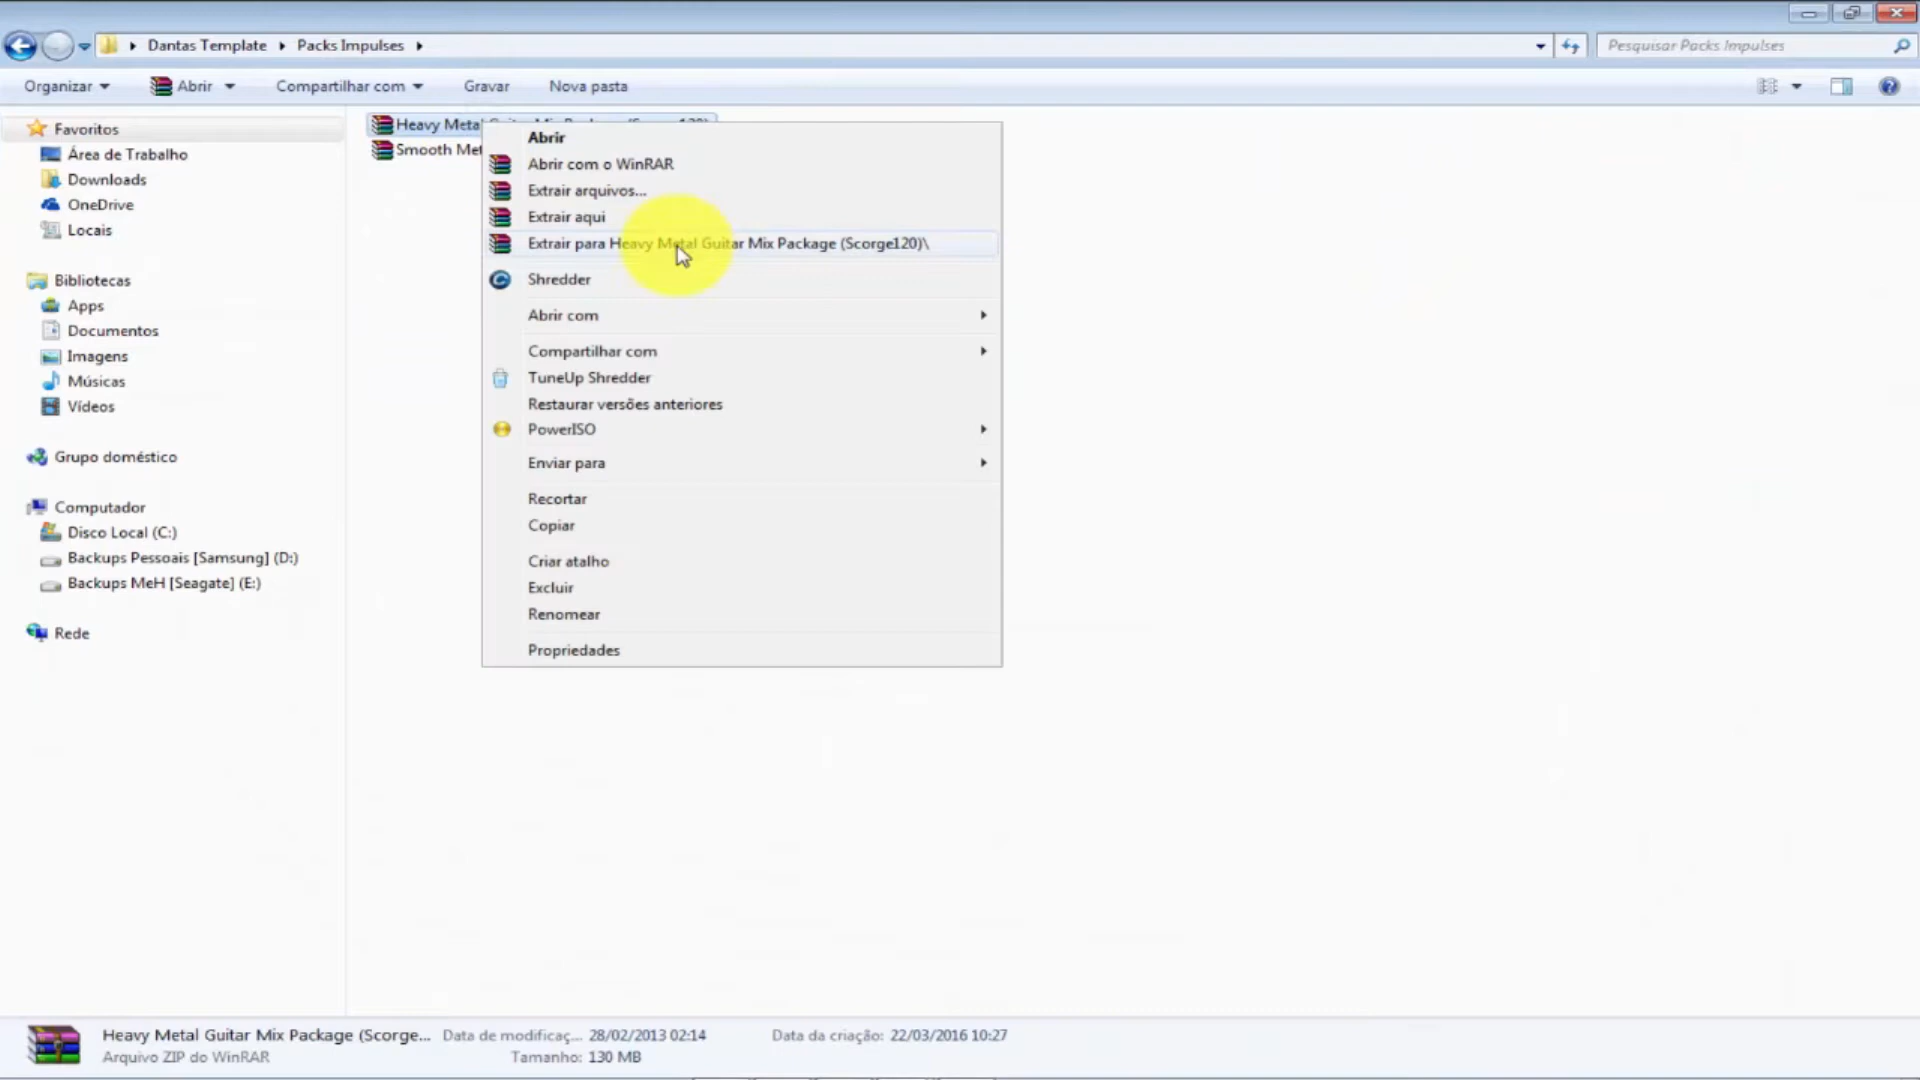 Dantas Template Packs Impulses
Pesquisar Packs Impulses
Organizar Abrir Compartilhar com Gravar Nova pasta
Favoritos
Área de Trabalho
Downloads
OneDrive
Locais
Bibliotecas
Apps
Documentos
Imagens
Músicas
Vídeos
Grupo doméstico
Computador
Disco Local (C:)
Backups Pessoais [Samsung] (D:)
Backups MeH [Seagate] (E:)
Rede
Heavy Metal
Smooth Met
Abrir
Abrir com o WinRAR
Extrair arquivos...
Extrair aqui
Extrair para Heavy Metal Guitar Mix Package (Scorge120)\
Shredder
Abrir com
Compartilhar com
TuneUp Shredder
Restaurar versões anteriores
PowerISO
Enviar para
Recortar
Copiar
Criar atalho
Excluir
Renomear
Propriedades
Heavy Metal Guitar Mix Package (Scorge... Data de modificaç... 28/02/2013 02:14 Data da criação: 22/03/2016 10:27
Arquivo ZIP do WinRAR Tamanho: 130 MB